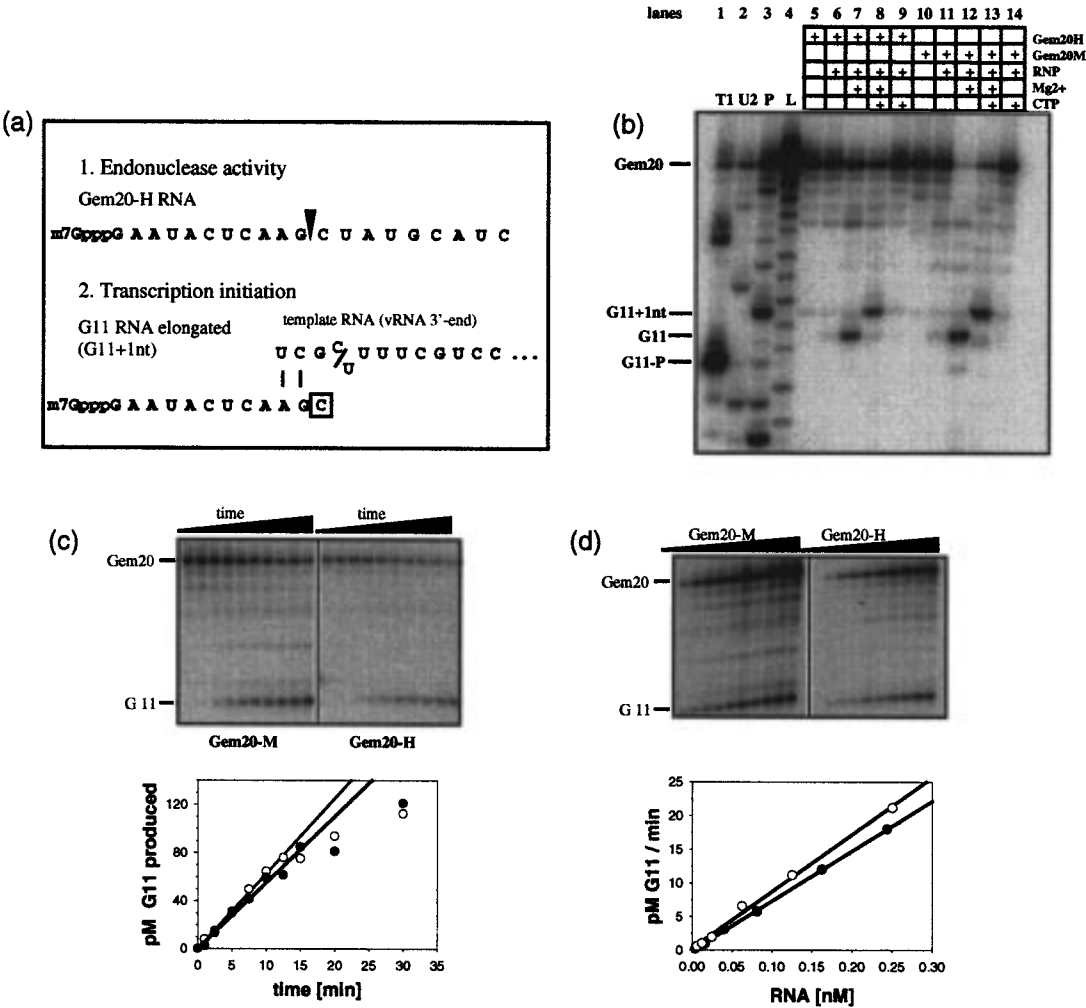 lanes 1 2 3 4 5 6 7 8 9 10 11 12 13 14
+ + + + + Gem20H
+ + + + + Gem20M
+ + + + + + + + RNP
+ + + + Mg2+
+ + + + CTP
T1 U2 P L
(a)
1. Endonuclease activity
Gem20-H RNA
m7GpppG A A U A C U C A A G C U A U G C A U C
2. Transcription initiation
G11 RNA elongated
(G11+1nt)
template RNA (vRNA 3'-end)
U C G C/U U U U C G U C C ...
m7GpppG A A U A C U C A A G C
(b)
Gem20
G11+1nt
G11
G11-P
(c)
time time
Gem20
G 11
Gem20-M Gem20-H
pM G11 produced
120
80
40
0
0 5 10 15 20 25 30 35
time [min]
(d)
Gem20-M Gem20-H
Gem20
G 11
pM G11 / min
25
20
15
10
5
0
0.00 0.05 0.10 0.15 0.20 0.25 0.30
RNA [nM]